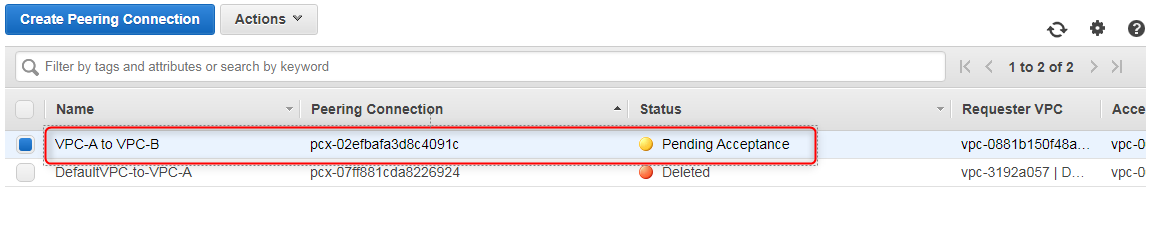 Create Peering Connection Actions
Filter by tags and attributes or search by keyword 1 to 2 of 2
Name Peering Connection Status Requester VPC Acce
VPC-A to VPC-B pcx-02efbafa3d8c4091c Pending Acceptance vpc-0881b150f48a... vpc-0
DefaultVPC-to-VPC-A pcx-07ff881cda8226924 Deleted vpc-3192a057 | D... vpc-0